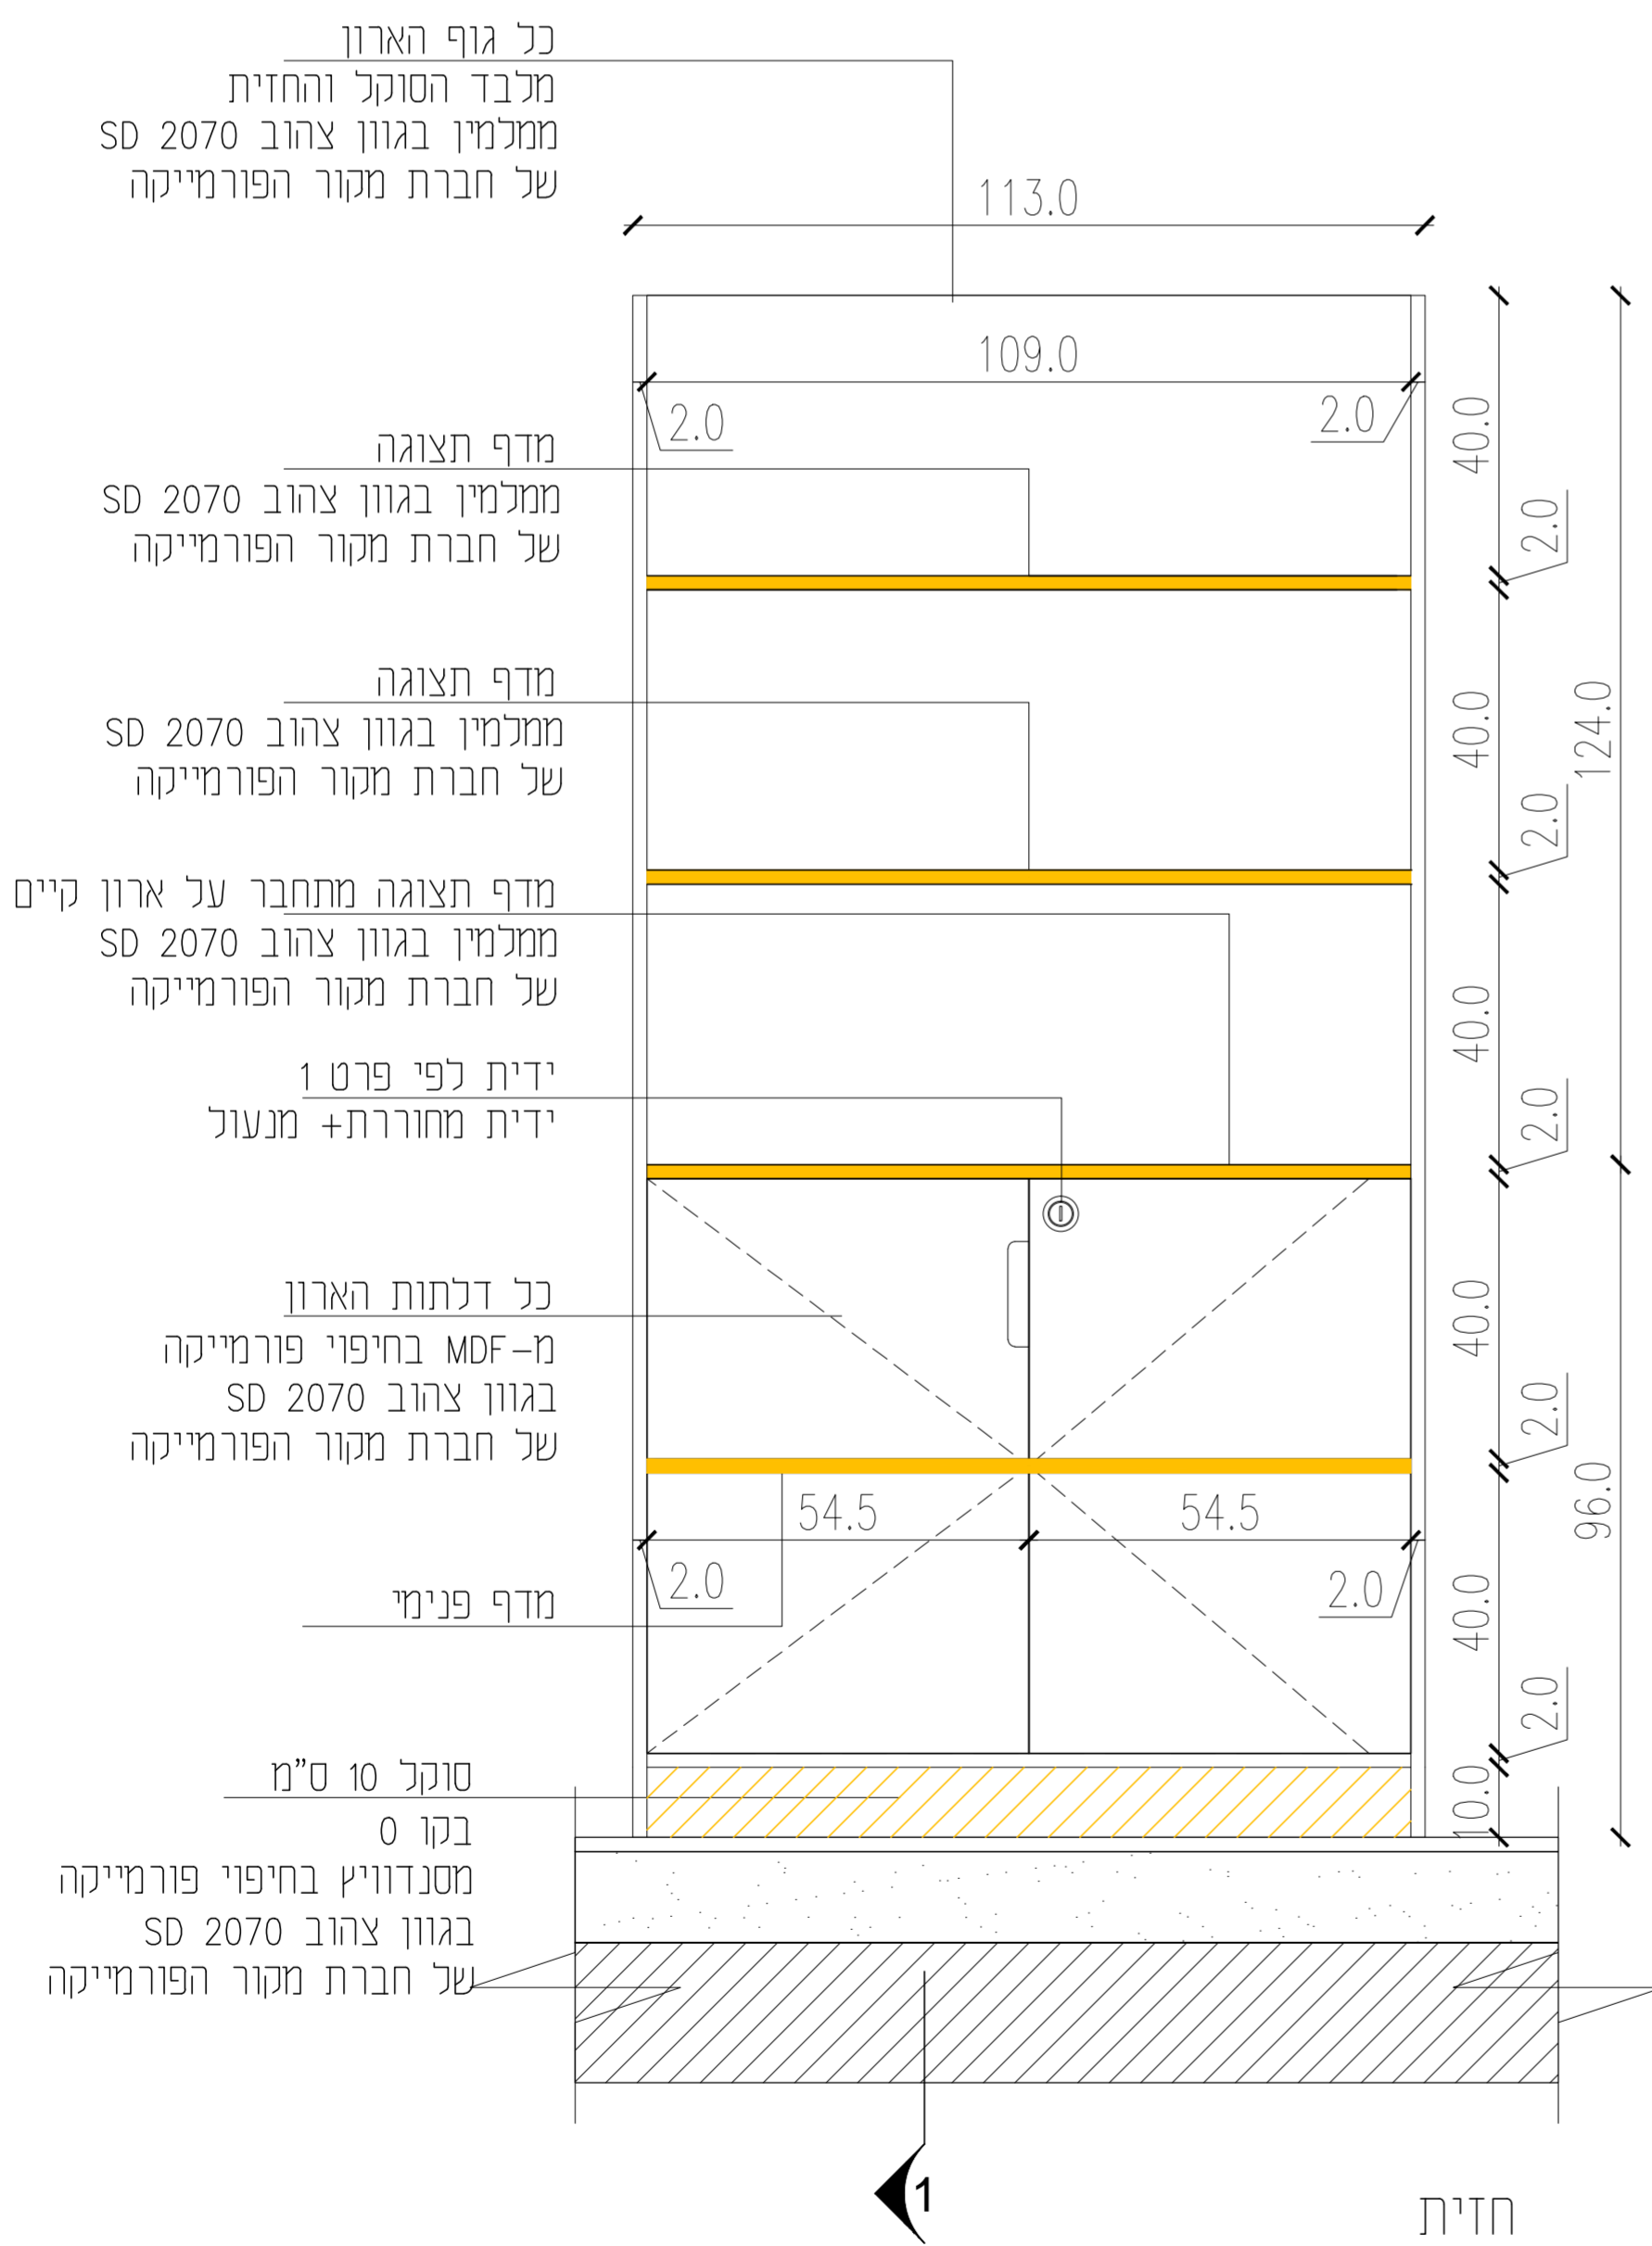 כל גוף הארון
מלבד הסוקל והחזית
ממלמין בגוון צהוב SD 2070
של חברת מקור הפורמייקה
113.0
109.0
2.0
2.0
40.0
מדף תצוגה
ממלמין בגוון צהוב SD 2070
של חברת מקור הפורמייקה
2.0
מדף תצוגה
ממלמין בגוון צהוב SD 2070
של חברת מקור הפורמייקה
40.0
124.0
2.0
מדף תצוגה מתחבר על ארון קיים
ממלמין בגוון צהוב SD 2070
של חברת מקור הפורמייקה
40.0
2.0
ידית לפי פרט 1
ידית מחוררת+ מנעול
כל דלתות הארון
מ-MDF בחיפוי פורמייקה
בגוון צהוב SD 2070
של חברת מקור הפורמייקה
40.0
2.0
96.0
54.5
54.5
2.0
2.0
מדף פנימי
40.0
2.0
10.0
סוקל 10 ס"מ
בקו 0
מסנדוויץ בחיפוי פורמייקה
בגוון צהוב SD 2070
של חברת מקור הפורמייקה
1
חזית